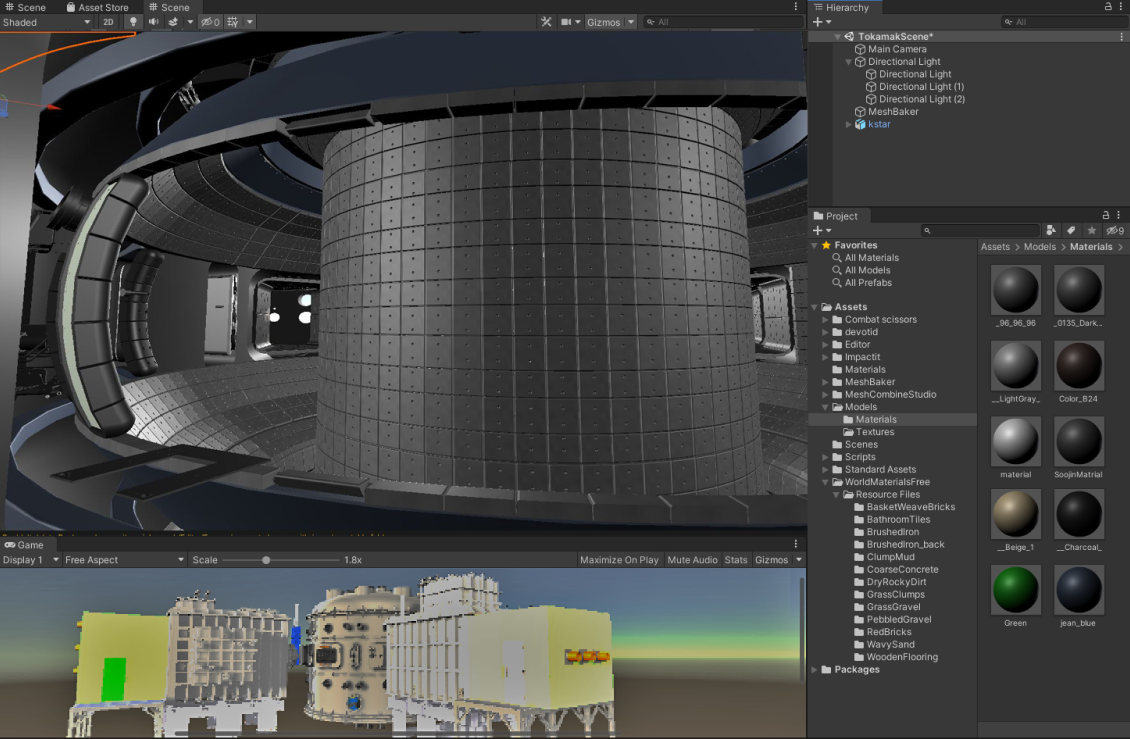 Scene
Asset Store
Scene
Shaded
2D
0
Gizmos
All
Game
Display 1
Free Aspect
Scale
1.8x
Maximize On Play
Mute Audio
Stats
Gizmos
Hierarchy
All
TokamakScene*
Main Camera
Directional Light
Directional Light
Directional Light (1)
Directional Light (2)
MeshBaker
kstar
Project
9
Favorites
All Materials
All Models
All Prefabs
Assets
Combat scissors
devotid
Editor
Impactit
Materials
MeshBaker
MeshCombineStudio
Models
Materials
Textures
Scenes
Scripts
Standard Assets
WorldMaterialsFree
Resource Files
BasketWeaveBricks
BathroomTiles
BrushedIron
BrushedIron_back
ClumpMud
CoarseConcrete
DryRockyDirt
GrassClumps
GrassGravel
PebbledGravel
RedBricks
WavySand
WoodenFlooring
Packages
Assets > Models > Materials >
_96_96_96
_0135_Dark...
__LightGray_
Color_B24
material
SoojinMatrial
__Beige_1
__Charcoal_
Green
jean_blue